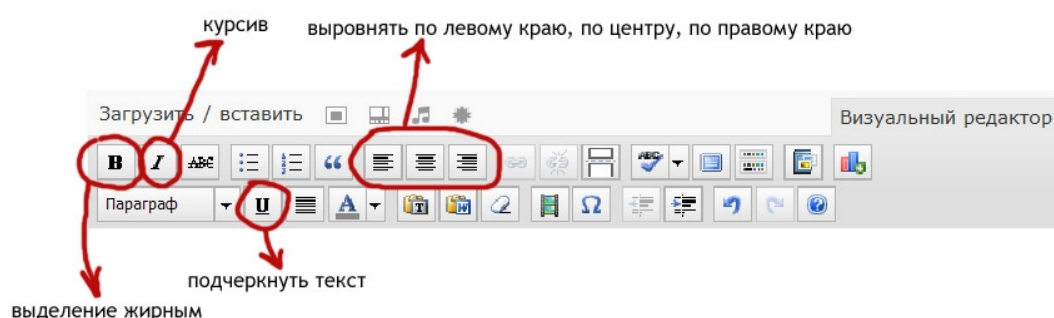 курсив выровнять по левому краю, по центру, по правому краю
Загрузить / вставить
Визуальный редактор
B I ABC ABC
Параграф U A T W Ω ?
подчеркнуть текст
выделение жирным